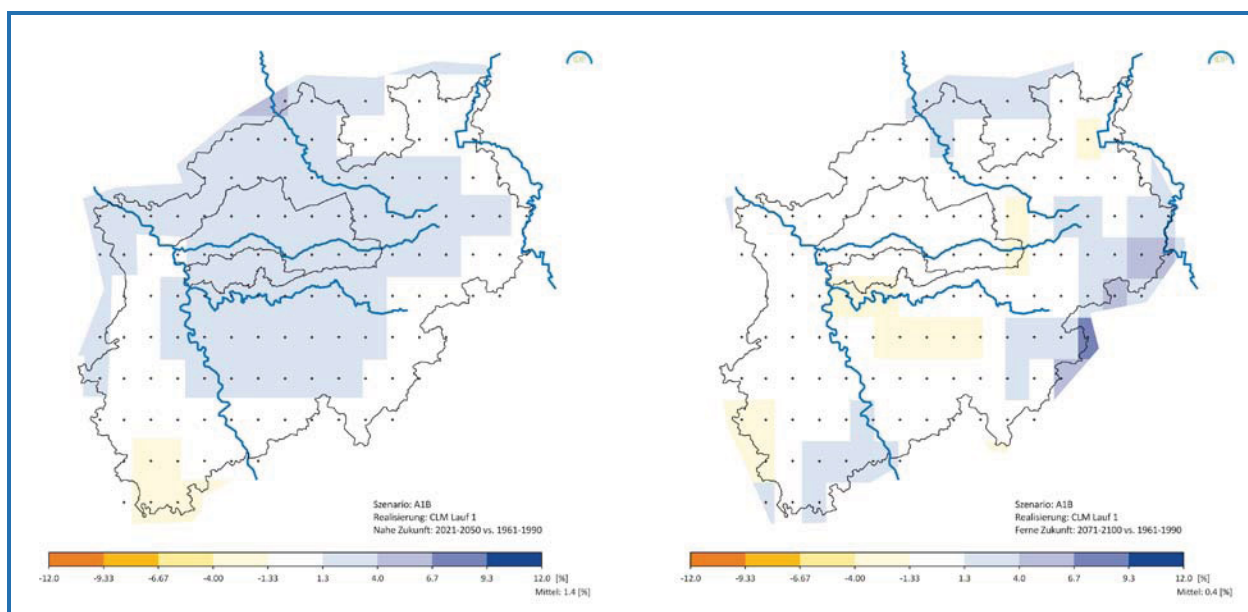 Szenario: A1B
Realisierung: CLM Lauf 1
Nahe Zukunft: 2021-2050 vs. 1961-1990
-12.0 -9.33 -6.67 -4.00 -1.33 1.3 4.0 6.7 9.3 12.0 [%]
Mittel: 1.4 [%]
Szenario: A1B
Realisierung: CLM Lauf 1
Ferne Zukunft: 2071-2100 vs. 1961-1990
-12.0 -9.33 -6.67 -4.00 -1.33 1.3 4.0 6.7 9.3 12.0 [%]
Mittel: 0.4 [%]